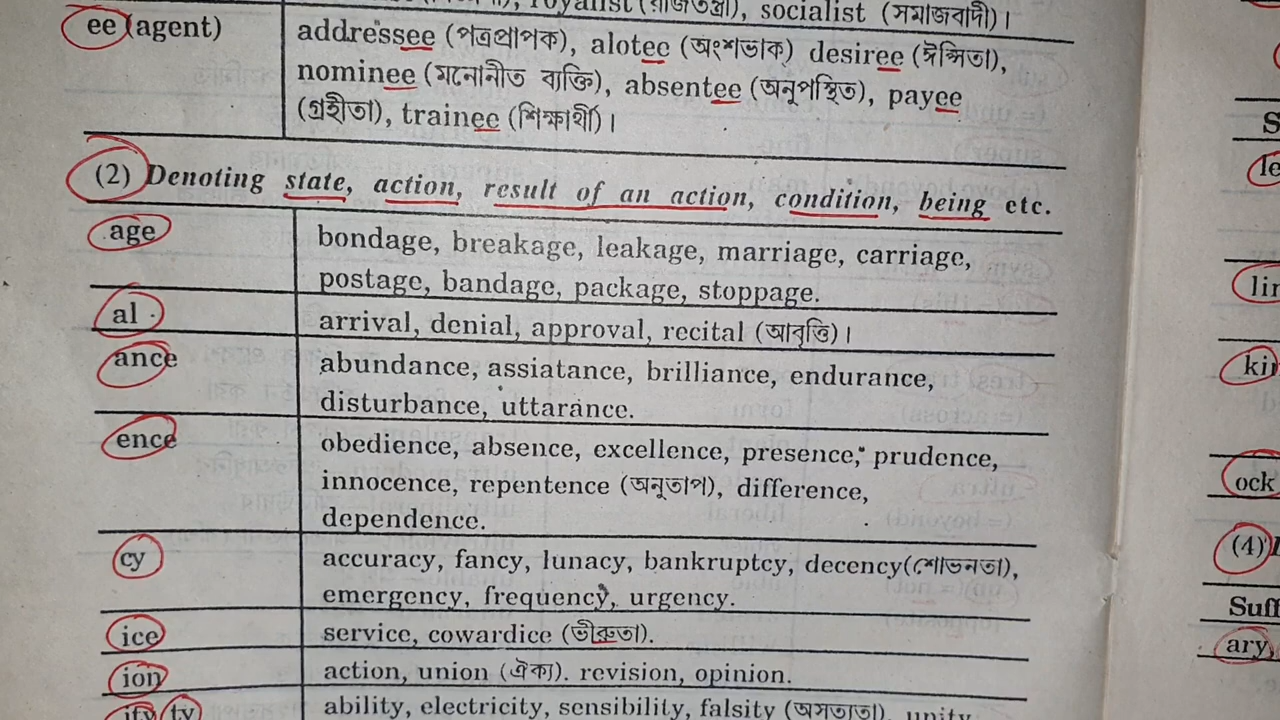 royalist (রাজতন্ত্রী), socialist (সমাজবাদী)।
ee (agent) addressee (পত্রপ্রাপক), alotee (অংশভাক) desiree (ঈপ্সিতা),
nominee (মনোনীত ব্যক্তি), absentee (অনুপস্থিত), payee
(গ্রহীতা), trainee (শিক্ষার্থী)।
(2) Denoting state, action, result of an action, condition, being etc.
age bondage, breakage, leakage, marriage, carriage,
postage, bandage, package, stoppage.
al arrival, denial, approval, recital (আবৃত্তি)।
ance abundance, assiatance, brilliance, endurance,
disturbance, uttarance.
ence obedience, absence, excellence, presence, prudence,
innocence, repentence (অনুতাপ), difference,
dependence.
cy accuracy, fancy, lunacy, bankruptcy, decency(শোভনতা),
emergency, frequency, urgency.
ice service, cowardice (ভীরুতা).
ion action, union (ঐক্য). revision, opinion.
ity ty ability, electricity, sensibility, falsity (অসত্যতা), unity
S
le
lin
kin
ock
(4)
Suff
ary